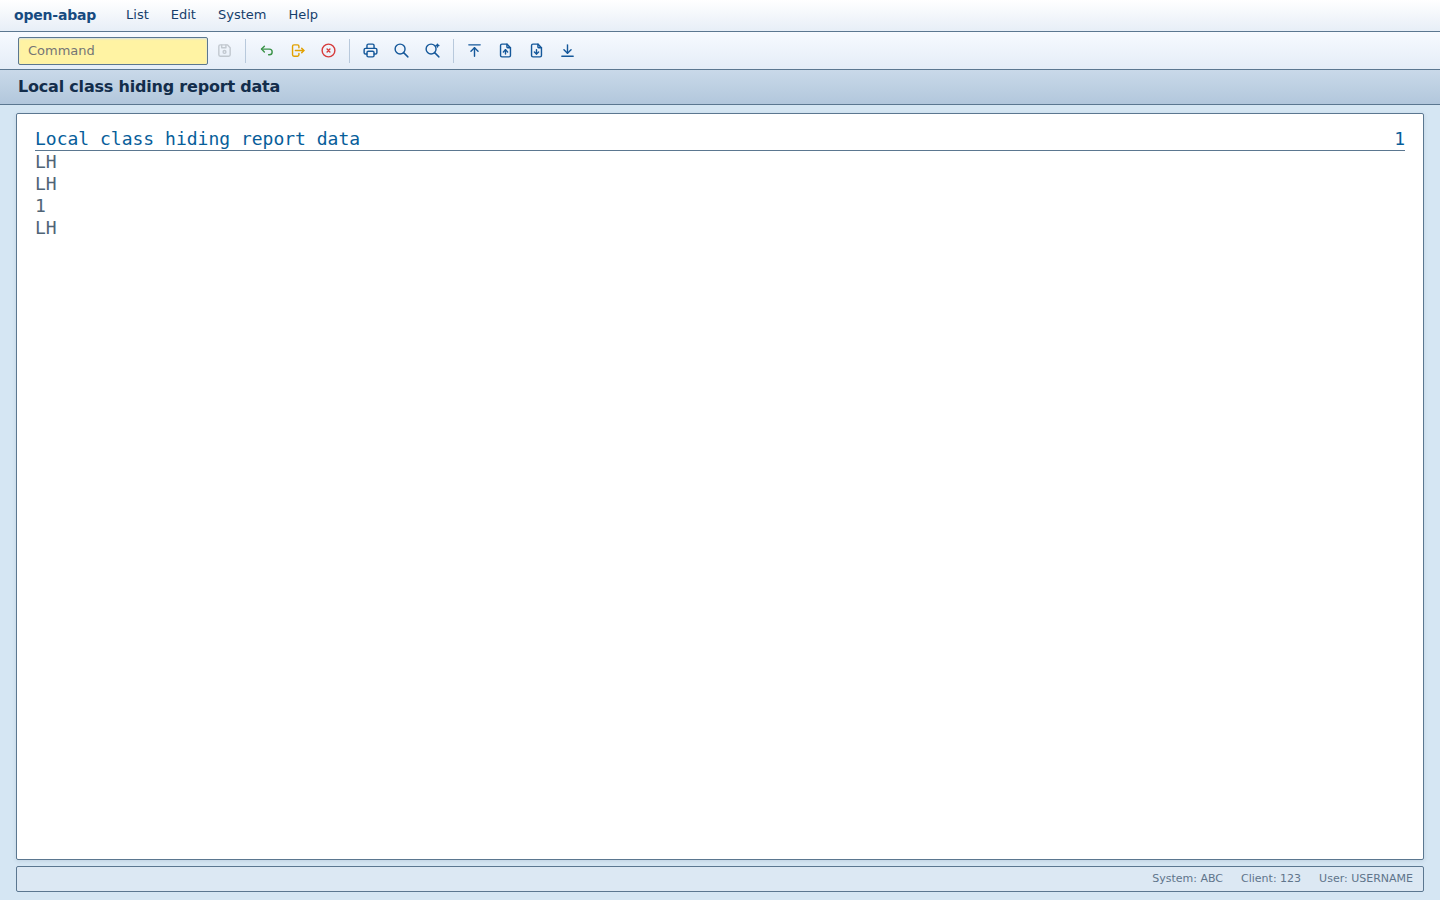 open-abap List Edit System Help
Command
Local class hiding report data
Local class hiding report data 1
LH
LH
1
LH
System: ABC Client: 123 User: USERNAME